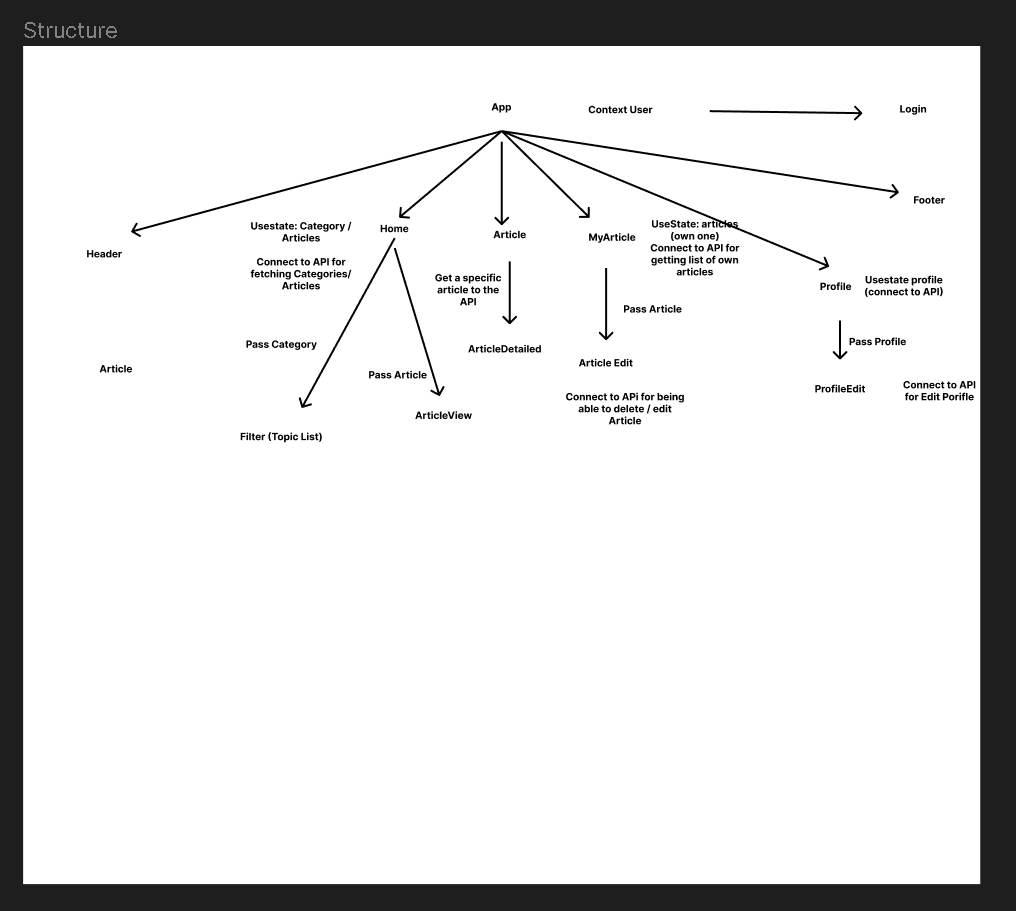 Structure
App
Context User
Login
Footer
Header
Usestate: Category /
Articles
Connect to API for
fetching Categories/
Articles
Home
Article
MyArticle
UseState: articles
(own one)
Connect to API for
getting list of own
articles
Profile
Usestate profile
(connect to API)
Get a specific
article to the
API
Pass Article
Pass Category
Pass Profile
ArticleDetailed
Article Edit
Article
Pass Article
ArticleView
Filter (Topic List)
Connect to APi for being
able to delete / edit
Article
ProfileEdit
Connect to API
for Edit Porifle